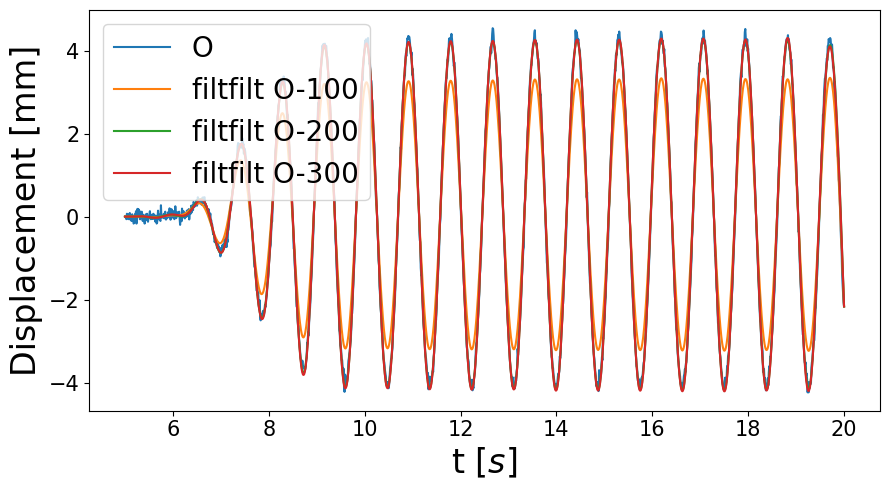 O
filtfilt O-100
filtfilt O-200
filtfilt O-300
Displacement [mm]
4
2
0
−2
−4
6
8
10
12
14
16
18
20
t [s]